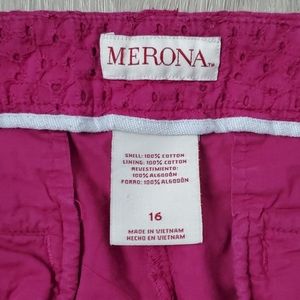 MERONA™
SHELL: 100% COTTON
LINING: 100% COTTON
REVESTIMIENTO:
100% ALGODÓN
FORRO: 100% ALGODÓN
16
MADE IN VIETNAM
HECHO EN VIETNAM